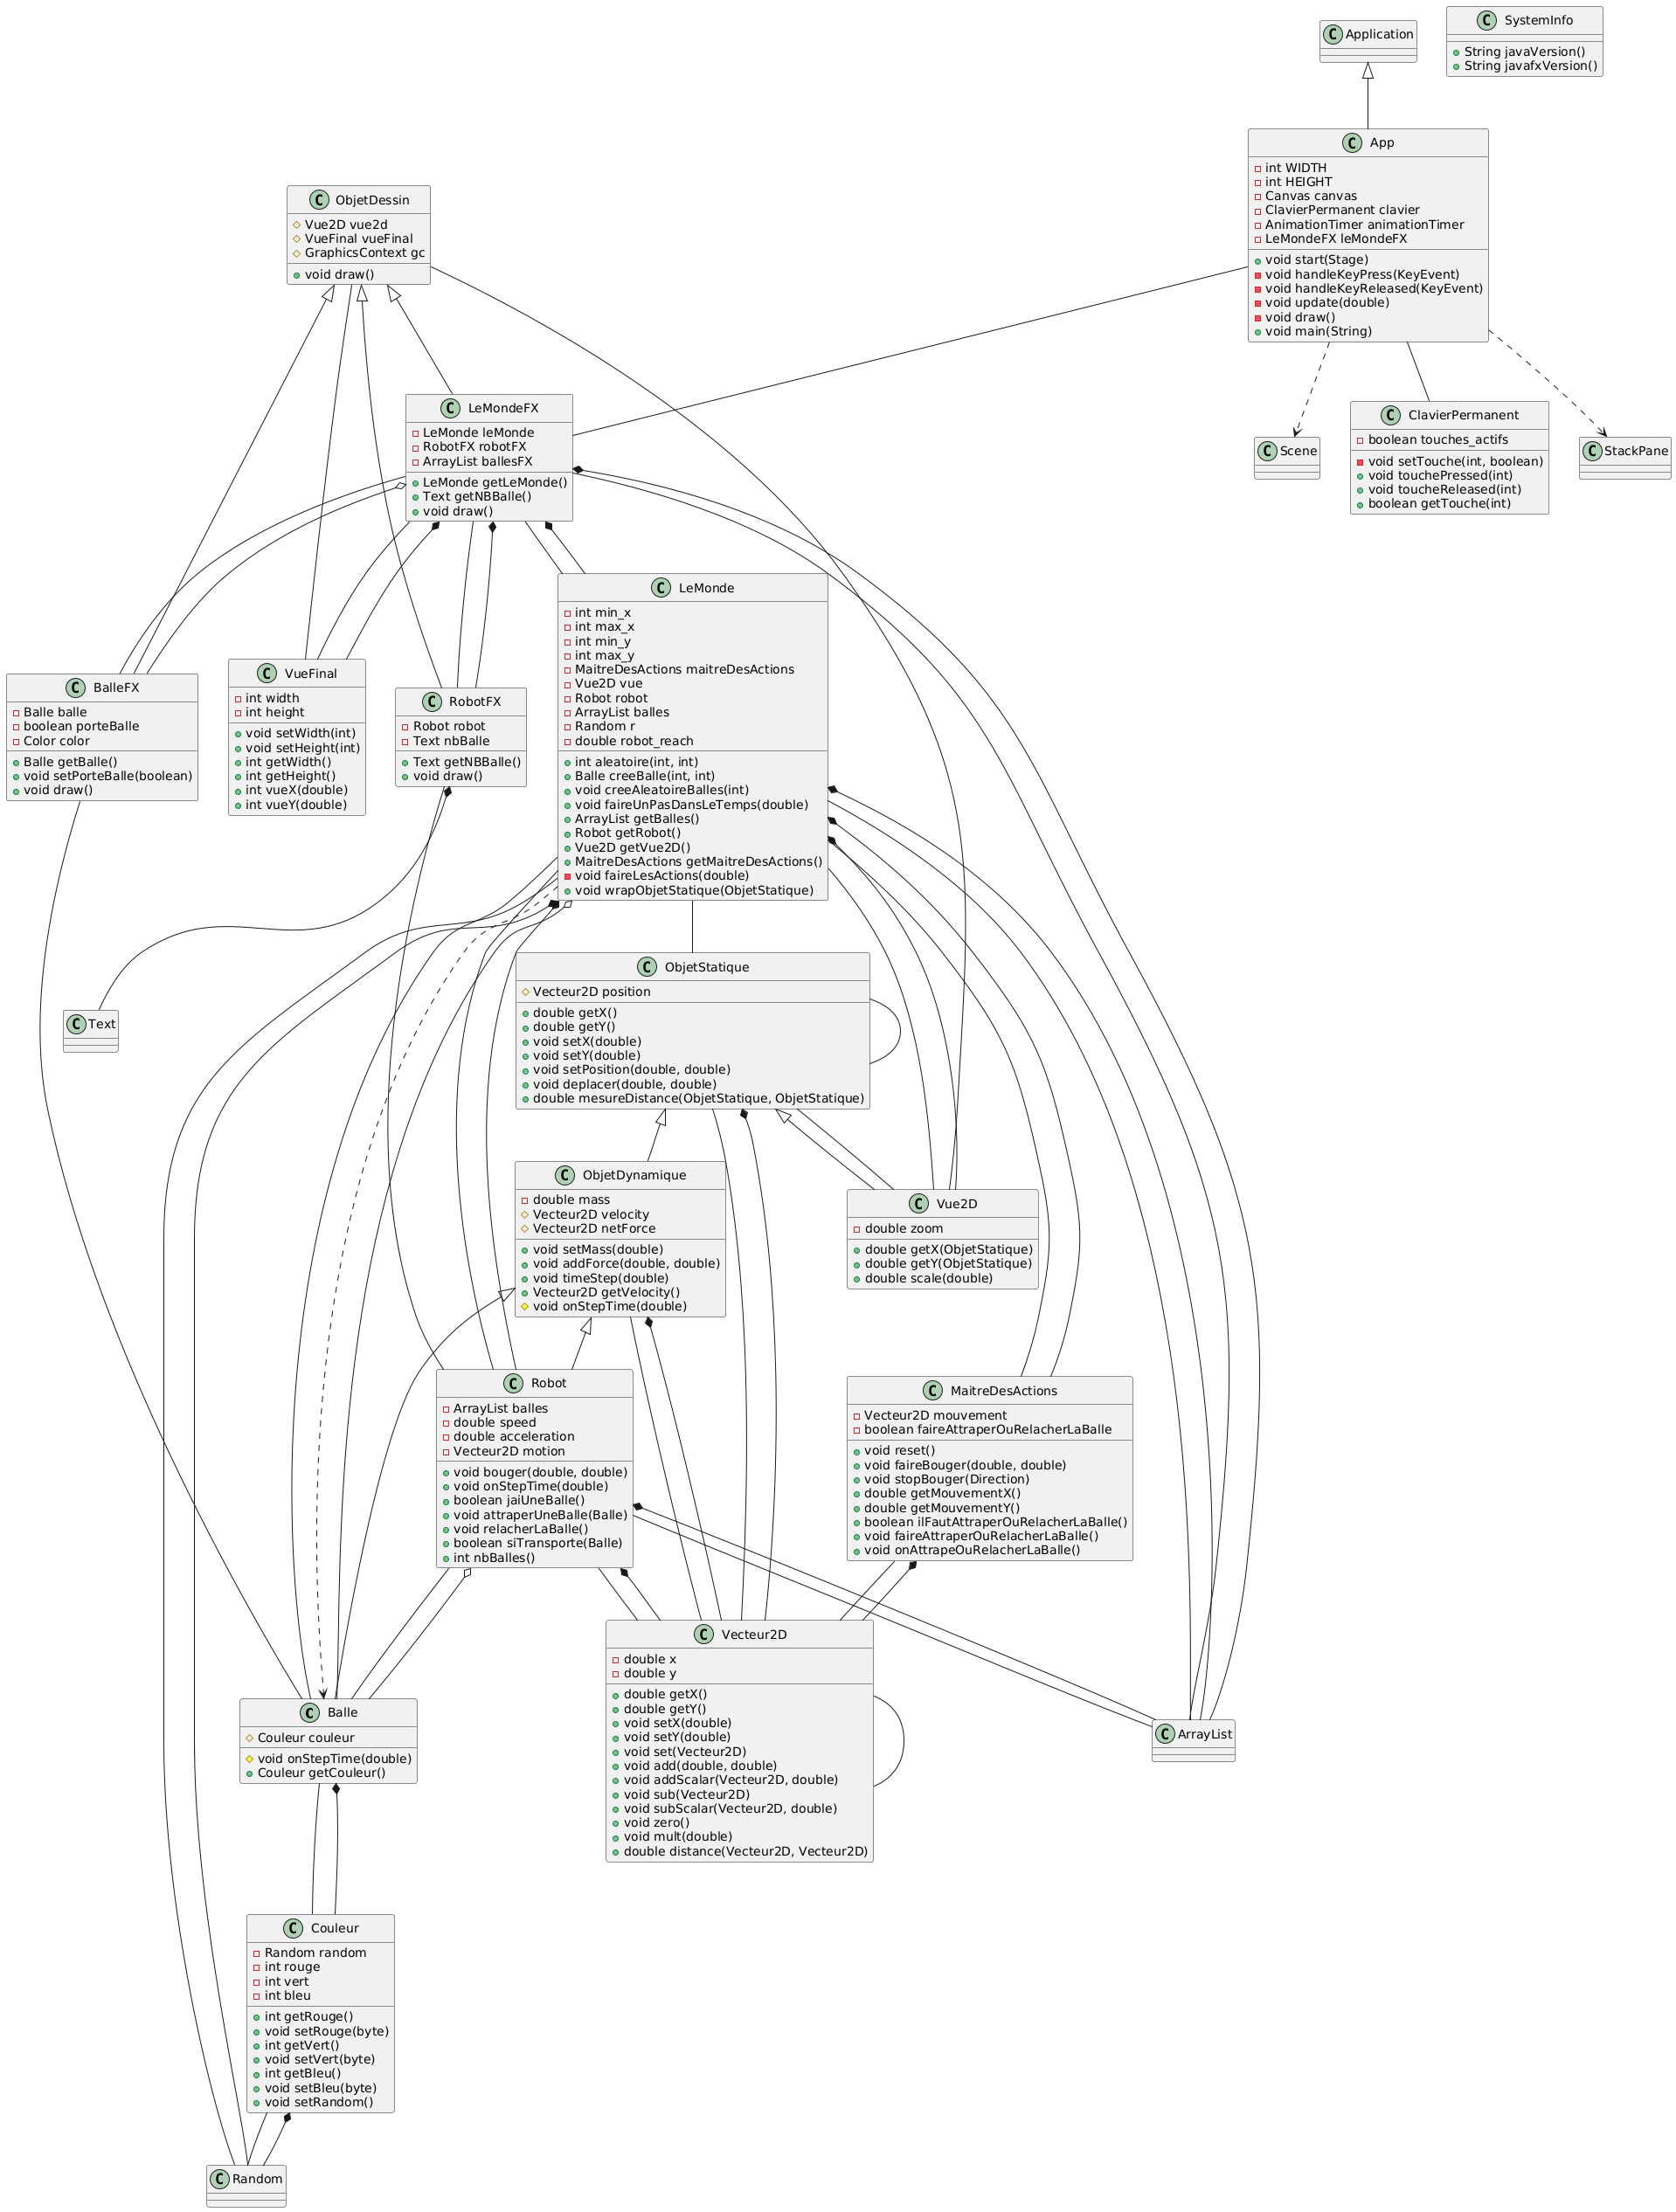 Application
SystemInfo
String javaVersion()
String javafxVersion()
App
int WIDTH
int HEIGHT
Canvas canvas
ClavierPermanent clavier
AnimationTimer animationTimer
LeMondeFX leMondeFX
void start(Stage)
void handleKeyPress(KeyEvent)
void handleKeyReleased(KeyEvent)
void update(double)
void draw()
void main(String)
ObjetDessin
Vue2D vue2d
VueFinal vueFinal
GraphicsContext gc
void draw()
LeMondeFX
LeMonde leMonde
RobotFX robotFX
ArrayList ballesFX
LeMonde getLeMonde()
Text getNBBalle()
void draw()
Scene
ClavierPermanent
boolean touches_actifs
void setTouche(int, boolean)
void touchePressed(int)
void toucheReleased(int)
boolean getTouche(int)
StackPane
LeMonde
int min_x
int max_x
int min_y
int max_y
MaitreDesActions maitreDesActions
Vue2D vue
Robot robot
ArrayList balles
Random r
double robot_reach
int aleatoire(int, int)
Balle creeBalle(int, int)
void creeAleatoireBalles(int)
void faireUnPasDansLeTemps(double)
ArrayList getBalles()
Robot getRobot()
Vue2D getVue2D()
MaitreDesActions getMaitreDesActions()
void faireLesActions(double)
void wrapObjetStatique(ObjetStatique)
BalleFX
Balle balle
boolean porteBalle
Color color
Balle getBalle()
void setPorteBalle(boolean)
void draw()
VueFinal
int width
int height
void setWidth(int)
void setHeight(int)
int getWidth()
int getHeight()
int vueX(double)
int vueY(double)
RobotFX
Robot robot
Text nbBalle
Text getNBBalle()
void draw()
Text
ObjetStatique
Vecteur2D position
double getX()
double getY()
void setX(double)
void setY(double)
void setPosition(double, double)
void deplacer(double, double)
double mesureDistance(ObjetStatique, ObjetStatique)
ObjetDynamique
double mass
Vecteur2D velocity
Vecteur2D netForce
void setMass(double)
void addForce(double, double)
void timeStep(double)
Vecteur2D getVelocity()
void onStepTime(double)
Vue2D
double zoom
double getX(ObjetStatique)
double getY(ObjetStatique)
double scale(double)
Robot
ArrayList balles
double speed
double acceleration
Vecteur2D motion
void bouger(double, double)
void onStepTime(double)
boolean jaiUneBalle()
void attraperUneBalle(Balle)
void relacherLaBalle()
boolean siTransporte(Balle)
int nbBalles()
MaitreDesActions
Vecteur2D mouvement
boolean faireAttraperOuRelacherLaBalle
void reset()
void faireBouger(double, double)
void stopBouger(Direction)
double getMouvementX()
double getMouvementY()
boolean ilFautAttraperOuRelacherLaBalle()
void faireAttraperOuRelacherLaBalle()
void onAttrapeOuRelacherLaBalle()
Vecteur2D
double x
double y
double getX()
double getY()
void setX(double)
void setY(double)
void set(Vecteur2D)
void add(double, double)
void addScalar(Vecteur2D, double)
void sub(Vecteur2D)
void subScalar(Vecteur2D, double)
void zero()
void mult(double)
double distance(Vecteur2D, Vecteur2D)
Balle
Couleur couleur
void onStepTime(double)
Couleur getCouleur()
ArrayList
Couleur
Random random
int rouge
int vert
int bleu
int getRouge()
void setRouge(byte)
int getVert()
void setVert(byte)
int getBleu()
void setBleu(byte)
void setRandom()
Random